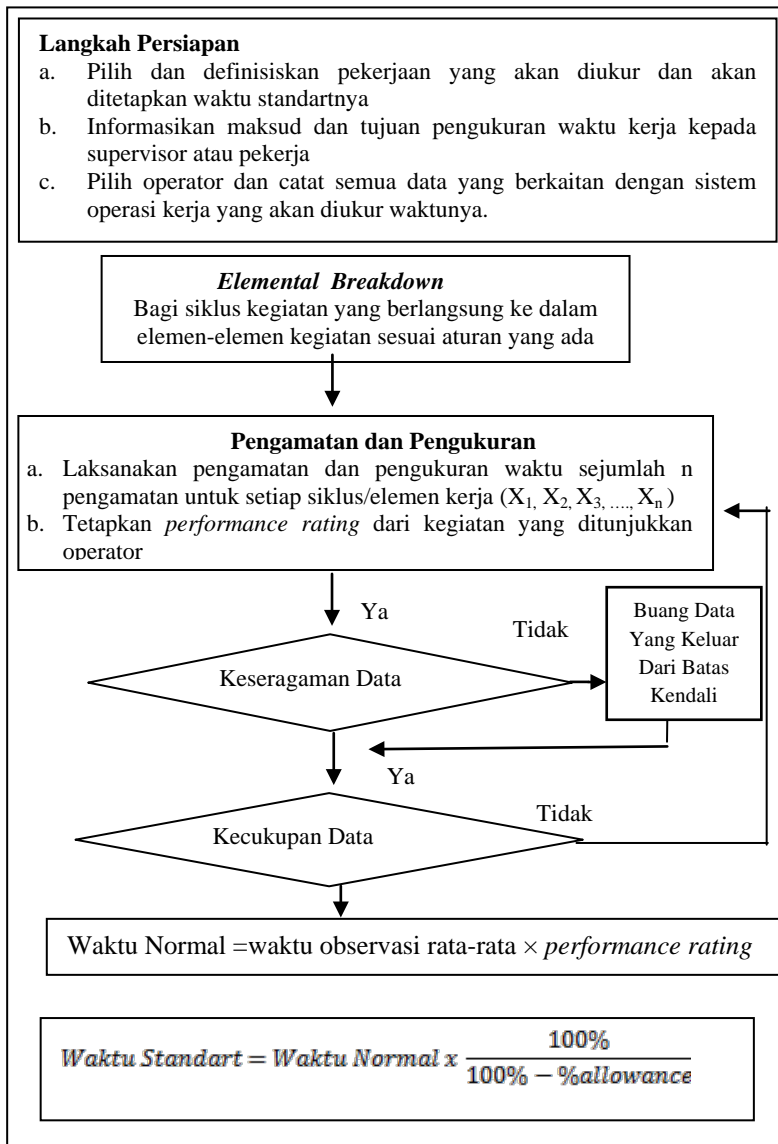 Langkah Persiapan
a. Pilih dan definisiskan pekerjaan yang akan diukur dan akan
ditetapkan waktu standartnya
b. Informasikan maksud dan tujuan pengukuran waktu kerja kepada
supervisor atau pekerja
c. Pilih operator dan catat semua data yang berkaitan dengan sistem
operasi kerja yang akan diukur waktunya.
Elemental Breakdown
Bagi siklus kegiatan yang berlangsung ke dalam
elemen-elemen kegiatan sesuai aturan yang ada
Pengamatan dan Pengukuran
a. Laksanakan pengamatan dan pengukuran waktu sejumlah n
pengamatan untuk setiap siklus/elemen kerja (X1, X2, X3, ...., Xn )
b. Tetapkan performance rating dari kegiatan yang ditunjukkan
operator
Ya
Tidak
Buang Data
Yang Keluar
Dari Batas
Kendali
Keseragaman Data
Ya
Tidak
Kecukupan Data
Waktu Normal =waktu observasi rata-rata × performance rating
Waktu Standart = Waktu Normal x 100% / 100% − %allowance